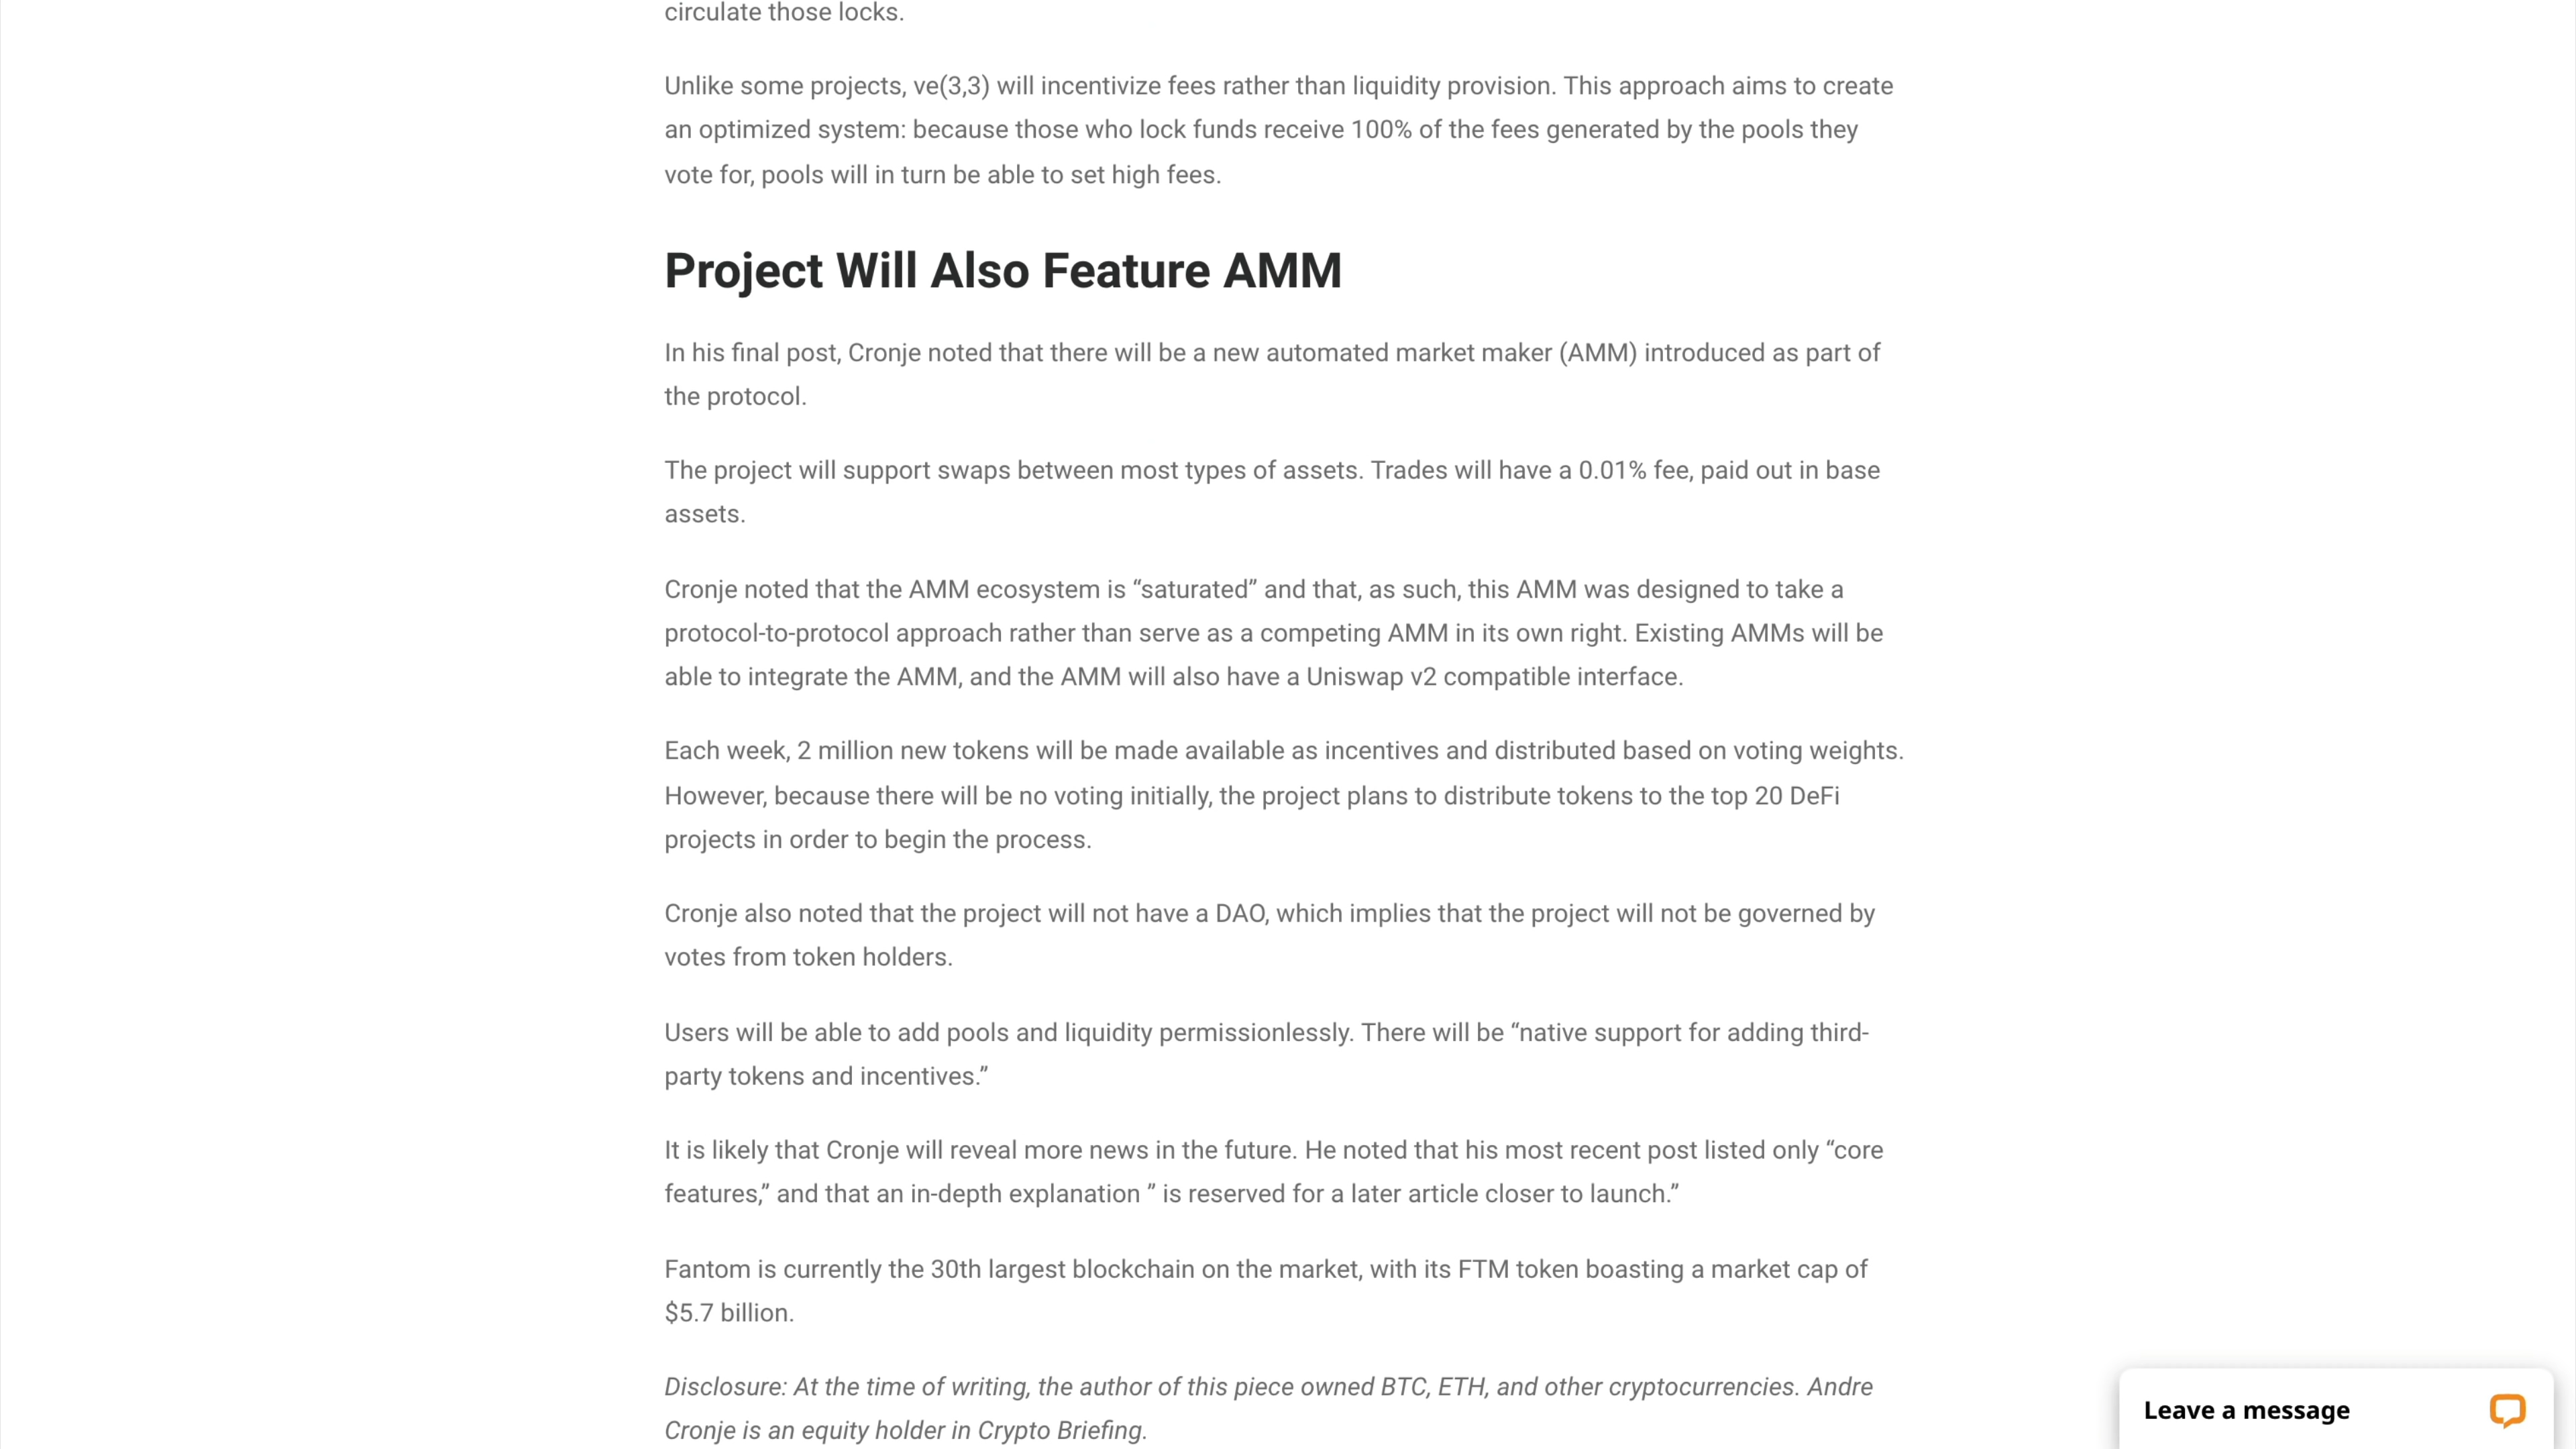 circulate those locks.
Unlike some projects, ve(3,3) will incentivize fees rather than liquidity provision. This approach aims to create
an optimized system: because those who lock funds receive 100% of the fees generated by the pools they
vote for, pools will in turn be able to set high fees.
Project Will Also Feature AMM
In his final post, Cronje noted that there will be a new automated market maker (AMM) introduced as part of
the protocol.
The project will support swaps between most types of assets. Trades will have a 0.01% fee, paid out in base
assets.
Cronje noted that the AMM ecosystem is “saturated” and that, as such, this AMM was designed to take a
protocol-to-protocol approach rather than serve as a competing AMM in its own right. Existing AMMs will be
able to integrate the AMM, and the AMM will also have a Uniswap v2 compatible interface.
Each week, 2 million new tokens will be made available as incentives and distributed based on voting weights.
However, because there will be no voting initially, the project plans to distribute tokens to the top 20 DeFi
projects in order to begin the process.
Cronje also noted that the project will not have a DAO, which implies that the project will not be governed by
votes from token holders.
Users will be able to add pools and liquidity permissionlessly. There will be “native support for adding third-
party tokens and incentives.”
It is likely that Cronje will reveal more news in the future. He noted that his most recent post listed only “core
features,” and that an in-depth explanation ” is reserved for a later article closer to launch.”
Fantom is currently the 30th largest blockchain on the market, with its FTM token boasting a market cap of
$5.7 billion.
Disclosure: At the time of writing, the author of this piece owned BTC, ETH, and other cryptocurrencies. Andre
Cronje is an equity holder in Crypto Briefing.
Leave a message